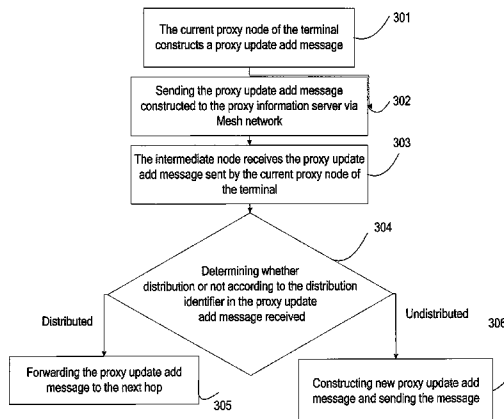 The current proxy node of the terminal
constructs a proxy update add message
301
Sending the proxy update add message
constructed to the proxy information server via
Mesh network
302
The intermediate node receives the proxy update
add message sent by the current proxy node of
the terminal
303
304
Determining whether
distribution or not according to the distribution
identifier in the proxy update
add message received
Distributed
Undistributed
Forwarding the proxy update add
message to the next hop
305
306
Constructing new proxy update add
message and sending the message